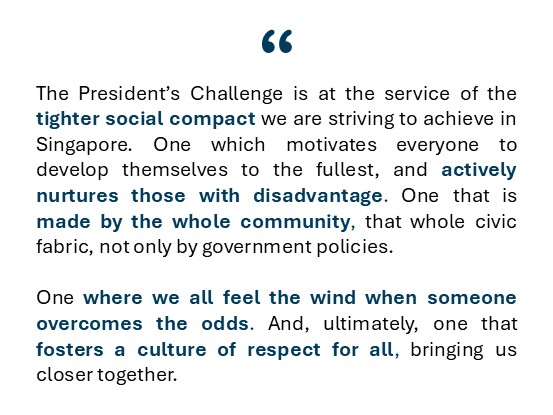 “
The President’s Challenge is at the service of the
tighter social compact we are striving to achieve in
Singapore. One which motivates everyone to
develop themselves to the fullest, and actively
nurtures those with disadvantage. One that is
made by the whole community, that whole civic
fabric, not only by government policies.
One where we all feel the wind when someone
overcomes the odds. And, ultimately, one that
fosters a culture of respect for all, bringing us
closer together.